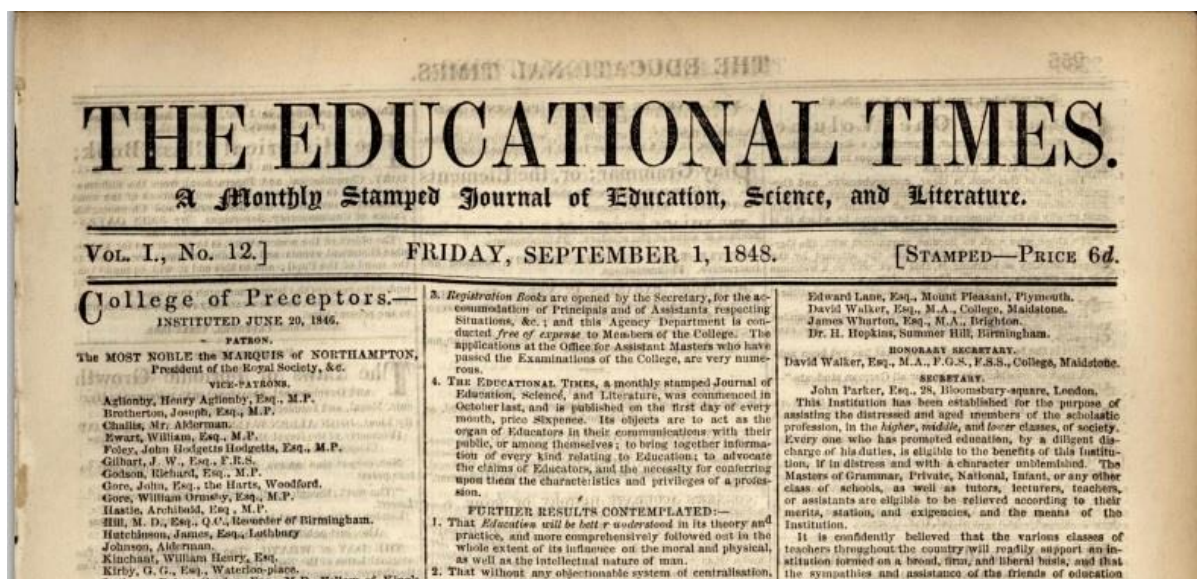 THE EDUCATIONAL TIMES.
A Monthly Stamped Journal of Education, Science, and Literature.
VOL. I., No. 12.] FRIDAY, SEPTEMBER 1, 1848. [STAMPED—PRICE 6d.
College of Preceptors.—
INSTITUTED JUNE 20, 1846.
PATRON.
The MOST NOBLE the MARQUIS of NORTHAMPTON,
President of the Royal Society, &c.
VICE-PATRONS.
Aglionby, Henry Aglionby, Esq., M.P.
Brotherton, Joseph, Esq., M.P.
Challis, Mr. Alderman.
Ewart, William, Esq., M.P.
Foley, John Hodgetts Hodgetts, Esq., M.P.
Gilbart, J. W., Esq., F.R.S.
Godson, Richard, Esq., M.P.
Gore, John, Esq., the Harts, Woodford.
Gore, William Ormsby, Esq., M.P.
Hastie, Archibald, Esq., M.P.
Hill, M. D., Esq., Q.C., Recorder of Birmingham.
Hutchinson, James, Esq., Lothbury
Johnson, Alderman.
Kinchant, William Henry, Esq.
Kirby, G. G., Esq., Waterloo-place.
3. Registration Books are opened by the Secretary, for the ac-
commodation of Principals and of Assistants, respecting
Situations, &c.; and this Agency Department is con-
ducted free of expense to Members of the College. The
applications at the Office for Assistant Masters who have
passed the Examinations of the College, are very nume-
rous.
4. THE EDUCATIONAL TIMES, a monthly stamped Journal of
Education, Science, and Literature, was commenced in
October last, and is published on the first day of every
month, price Sixpence. Its objects are to act as the
organ of Educators in their communications with their
public, or among themselves; to bring together informa-
tion of every kind relating to Education; to advocate
the claims of Educators, and the necessity for conferring
upon them the characteristics and privileges of a profes-
sion.
FURTHER RESULTS CONTEMPLATED:—
1. That Education will be bett r understood in its theory and
practice, and more comprehensively followed out in the
whole extent of its influence on the moral and physical,
as well as the intellectual nature of man.
2. That without any objectionable system of centralisation,
Edward Lane, Esq., Mount Pleasant, Plymouth.
David Walker, Esq., M.A., College, Maidstone.
James Wharton, Esq., M.A., Brighton.
Dr. H. Hopkins, Summer Hill, Birmingham.
HONORARY SECRETARY.
David Walker, Esq., M.A., F.G.S., F.S.S., College, Maidstone.
SECRETARY.
John Parker, Esq., 28, Bloomsbury-square, London.
This Institution has been established for the purpose of
assisting the distressed and aged members of the scholastic
profession, in the higher, middle, and lower classes, of society.
Every one who has promoted education, by a diligent dis-
charge of his duties, is eligible to the benefits of this Institu-
tion, if in distress and with a character unblemished. The
Masters of Grammar, Private, National, Infant, or any other
class of schools, as well as tutors, lecturers, teachers,
or assistants are eligible to be relieved according to their
merits, station, and exigencies, and the means of the
Institution.
It is confidently believed that the various classes of
teachers throughout the country will readily support an in-
stitution formed on a broad, firm, and liberal basis, and that
the sympathies and assistance of the friends of education